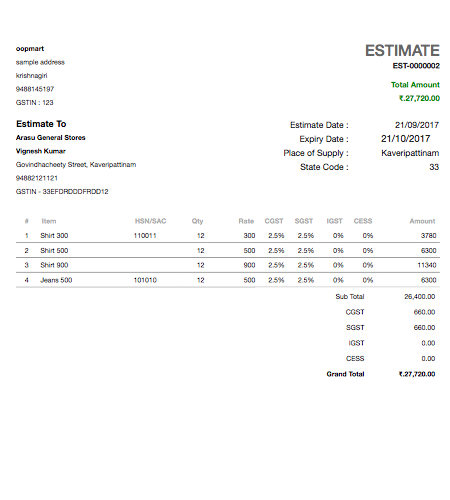 oopmart
sample address
krishnagiri
9488145197
GSTIN : 123
ESTIMATE
EST-0000002
Total Amount
₹.27,720.00
Estimate To
Arasu General Stores
Vignesh Kumar
Govindhacheety Street, Kaveripattinam
94882121121
GSTIN - 33EFDRDDDFRDD12
Estimate Date : 21/09/2017
Expiry Date : 21/10/2017
Place of Supply : Kaveripattinam
State Code : 33
# Item HSN/SAC Qty Rate CGST SGST IGST CESS Amount
1 Shirt 300 110011 12 300 2.5% 2.5% 0% 0% 3780
2 Shirt 500 12 500 2.5% 2.5% 0% 0% 6300
3 Shirt 900 12 900 2.5% 2.5% 0% 0% 11340
4 Jeans 500 101010 12 500 2.5% 2.5% 0% 0% 6300
Sub Total 26,400.00
CGST 660.00
SGST 660.00
IGST 0.00
CESS 0.00
Grand Total ₹.27,720.00